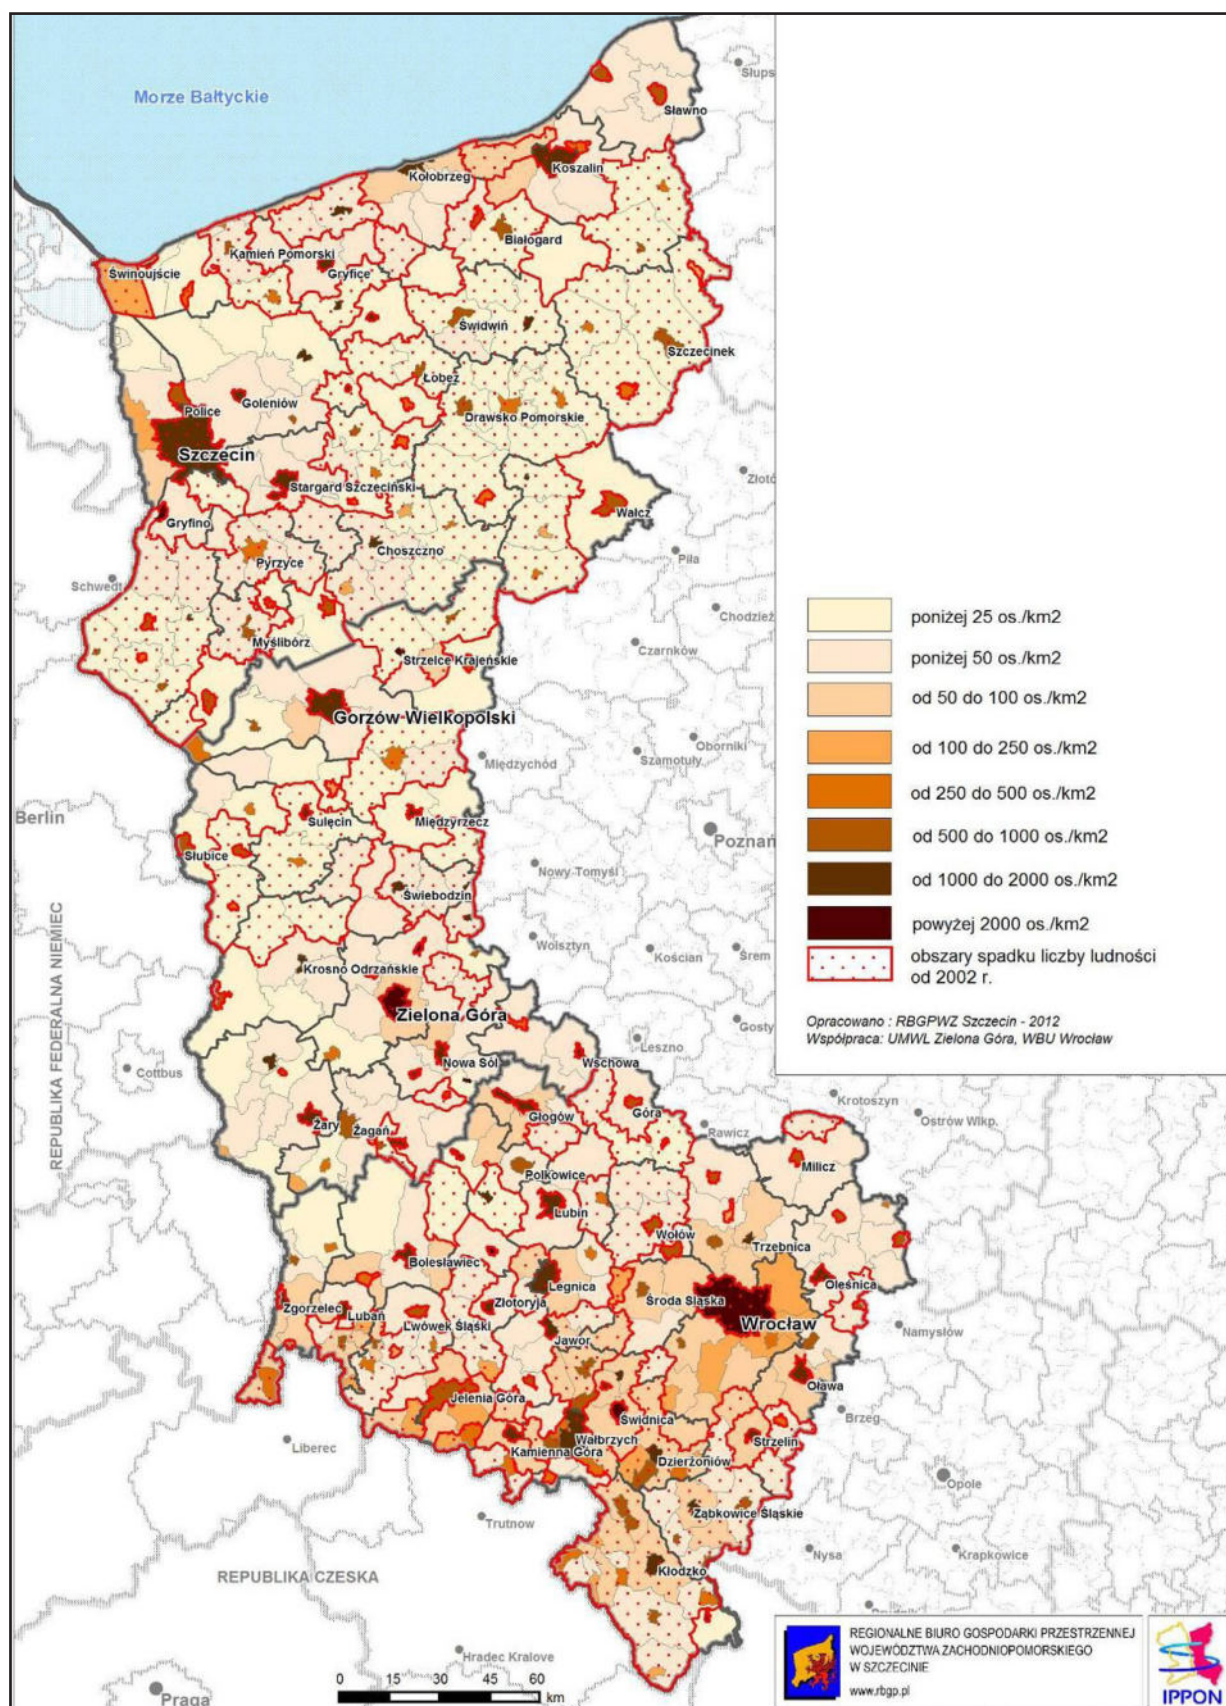 Morze Bałtyckie
Słups
Sławno
Koszalin
Kołobrzeg
Białogard
Kamień Pomorski
Gryfice
Świnoujście
Świdwin
Szczecinek
Łobez
Police
Goleniów
Drawsko Pomorskie
Szczecin
Stargard Szczeciński
Złotó
Wałcz
Gryfino
Pyrzyce
Choszczno
Piła
Schwedt
Chodzież
Myślibórz
Strzelce Krajeńskie
Czarnków
Gorzów Wielkopolski
Międzychód
Oborniki
Szamotuły
Berlin
Sulęcin
Międzyrzecz
Poznań
Słubice
Nowy Tomyśl
Świebodzin
Wolsztyn
Kościan
Śrem
Krosno Odrzańskie
Zielona Góra
Gosty
Leszno
Nowa Sól
Wschowa
Cottbus
REPUBLIKA FEDERALNA NIEMIEC
Krotoszyn
Ostrów Wlkp.
Głogów
Góra
Rawicz
Żary
Żagań
Milicz
Polkowice
Lubin
Wołów
Trzebnica
Bolesławiec
Legnica
Oleśnica
Zgorzelec
Lubań
Złotoryja
Środa Śląska
Lwówek Śląski
Wrocław
Namysłów
Jawor
Jelenia Góra
Oława
Brzeg
Świdnica
Liberec
Wałbrzych
Strzelin
Kamienna Góra
Dzierżoniów
Opole
Trutnow
Ząbkowice Śląskie
Nysa
Krapkowice
Kłodzko
REPUBLIKA CZESKA
Hradec Kralove
Praga
0 15 30 45 60
km
poniżej 25 os./km2
poniżej 50 os./km2
od 50 do 100 os./km2
od 100 do 250 os./km2
od 250 do 500 os./km2
od 500 do 1000 os./km2
od 1000 do 2000 os./km2
powyżej 2000 os./km2
obszary spadku liczby ludności
od 2002 r.
Opracowano : RBGPWZ Szczecin - 2012
Współpraca: UMWL Zielona Góra, WBU Wrocław
REGIONALNE BIURO GOSPODARKI PRZESTRZENNEJ
WOJEWÓDZTWA ZACHODNIOPOMORSKIEGO
W SZCZECINIE
www.rbgp.pl
IPPON